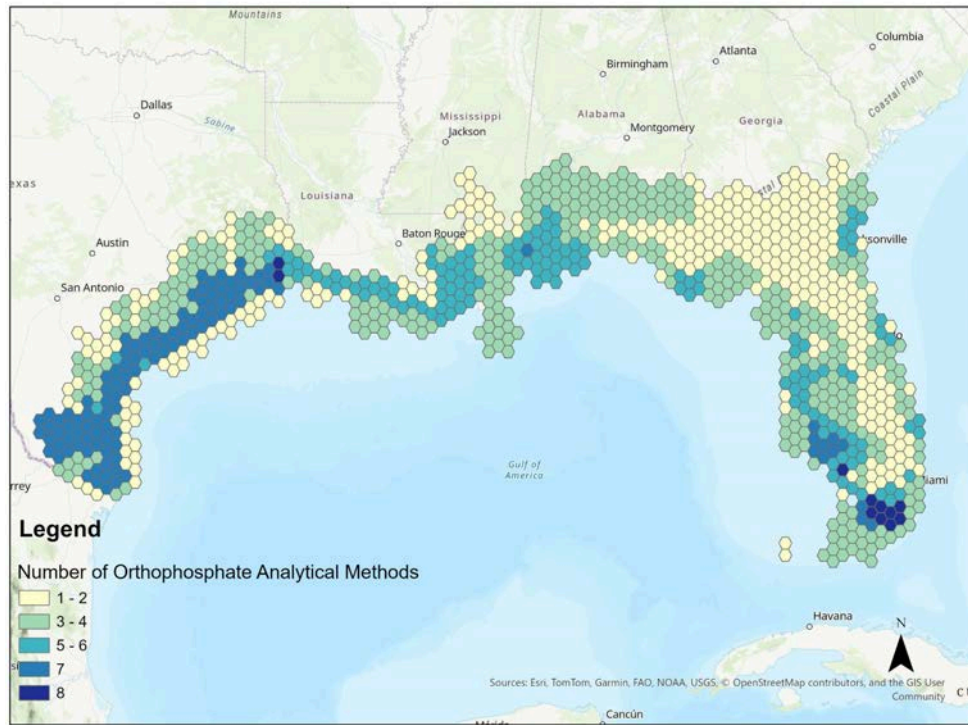 Mountains
Columbia
Atlanta
Birmingham
Dallas
Coastal Plain
Mississippi
Alabama
Georgia
Sabine
Jackson
Montgomery
exas
Louisiana
Baton Rouge
Austin
sonville
San Antonio
Gulf of
America
rrey
iami
Legend
Number of Orthophosphate Analytical Methods
1 - 2
3 - 4
5 - 6
7
8
Havana
N
Sources: Esri, TomTom, Garmin, FAO, NOAA, USGS, © OpenStreetMap contributors, and the GIS User
Community
Cancún